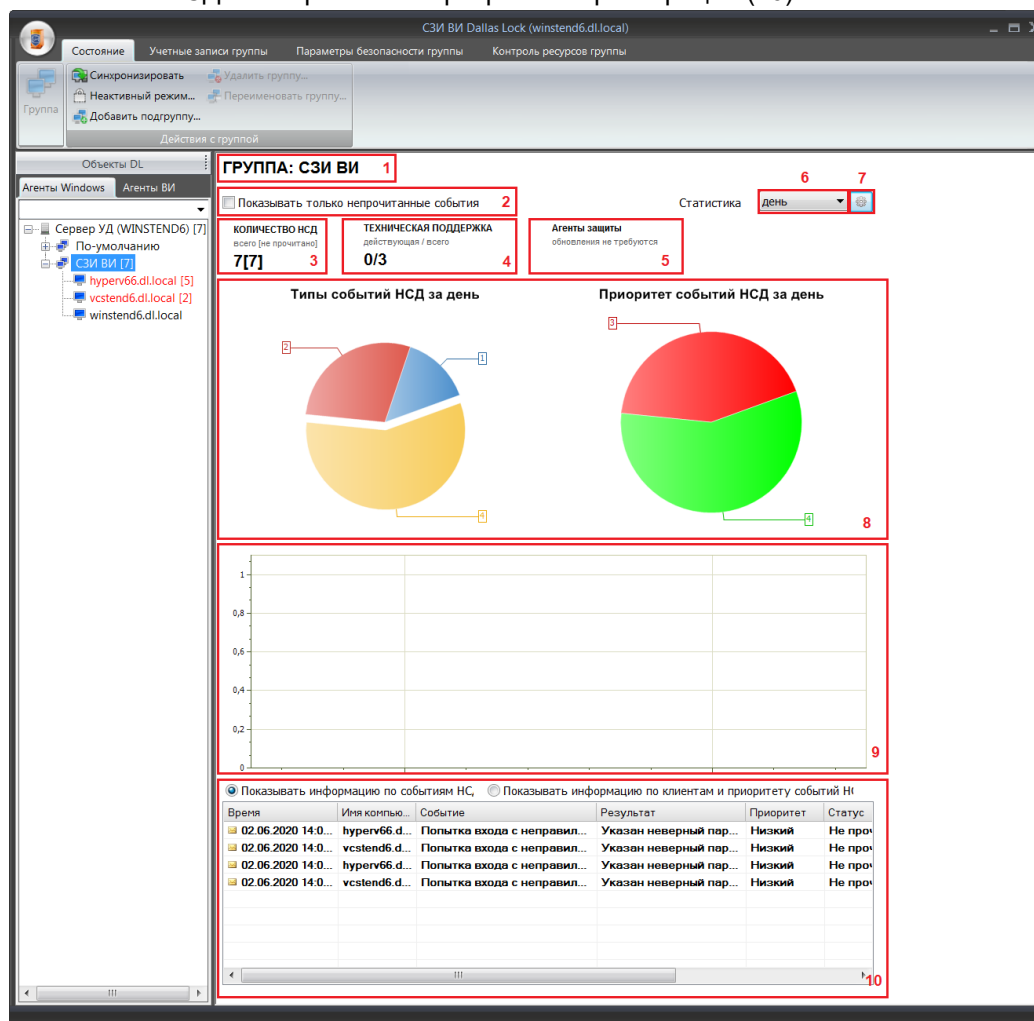 СЗИ ВИ Dallas Lock (winstend6.dl.local)
Состояние Учетные записи группы Параметры безопасности группы Контроль ресурсов группы
Группа
Синхронизировать Удалить группу...
Неактивный режим... Переименовать группу...
Добавить подгруппу...
Действия с группой
Объекты DL
Агенты Windows Агенты ВИ
Сервер УД (WINSTEND6) [7]
По-умолчанию
СЗИ ВИ [7]
hyperv66.dl.local [5]
vcstend6.dl.local [2]
winstend6.dl.local
ГРУППА: СЗИ ВИ 1
Показывать только непрочитанные события 2
Статистика день
6 7
КОЛИЧЕСТВО НСД
всего [не прочитано]
7[7] 3
ТЕХНИЧЕСКАЯ ПОДДЕРЖКА
действующая / всего
0/3 4
Агенты защиты
обновления не требуются
5
Типы событий НСД за день
2
1
4
Приоритет событий НСД за день
3
4
8
1
0,8
0,6
0,4
0,2
0
9
Показывать информацию по событиям НС, Показывать информацию по клиентам и приоритету событий
Время Имя компью... Событие Результат Приоритет Статус
02.06.2020 14:0... hyperv66.d... Попытка входа с неправил... Указан неверный пар... Низкий Не проч
02.06.2020 14:0... vcstend6.d... Попытка входа с неправил... Указан неверный пар... Низкий Не проч
02.06.2020 14:0... hyperv66.d... Попытка входа с неправил... Указан неверный пар... Низкий Не проч
02.06.2020 14:0... vcstend6.d... Попытка входа с неправил... Указан неверный пар... Низкий Не проч
10